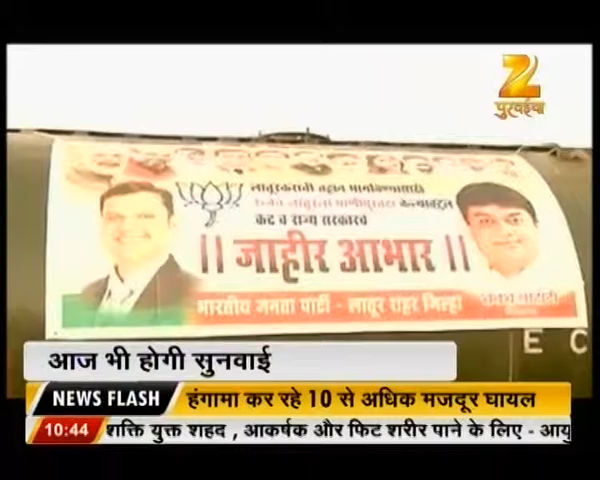 पुरवईया
लातूरकरांची तहान भागविण्यासाठी
केंद्र व राज्य सरकारचे
|| जाहीर आभार ||
भारतीय जनता पार्टी - लातूर शहर जिल्हा
E C
आज भी होगी सुनवाई
NEWS FLASH हंगामा कर रहे 10 से अधिक मजदूर घायल
10:44 शक्ति युक्त शहद , आकर्षक और फिट शरीर पाने के लिए - आयु